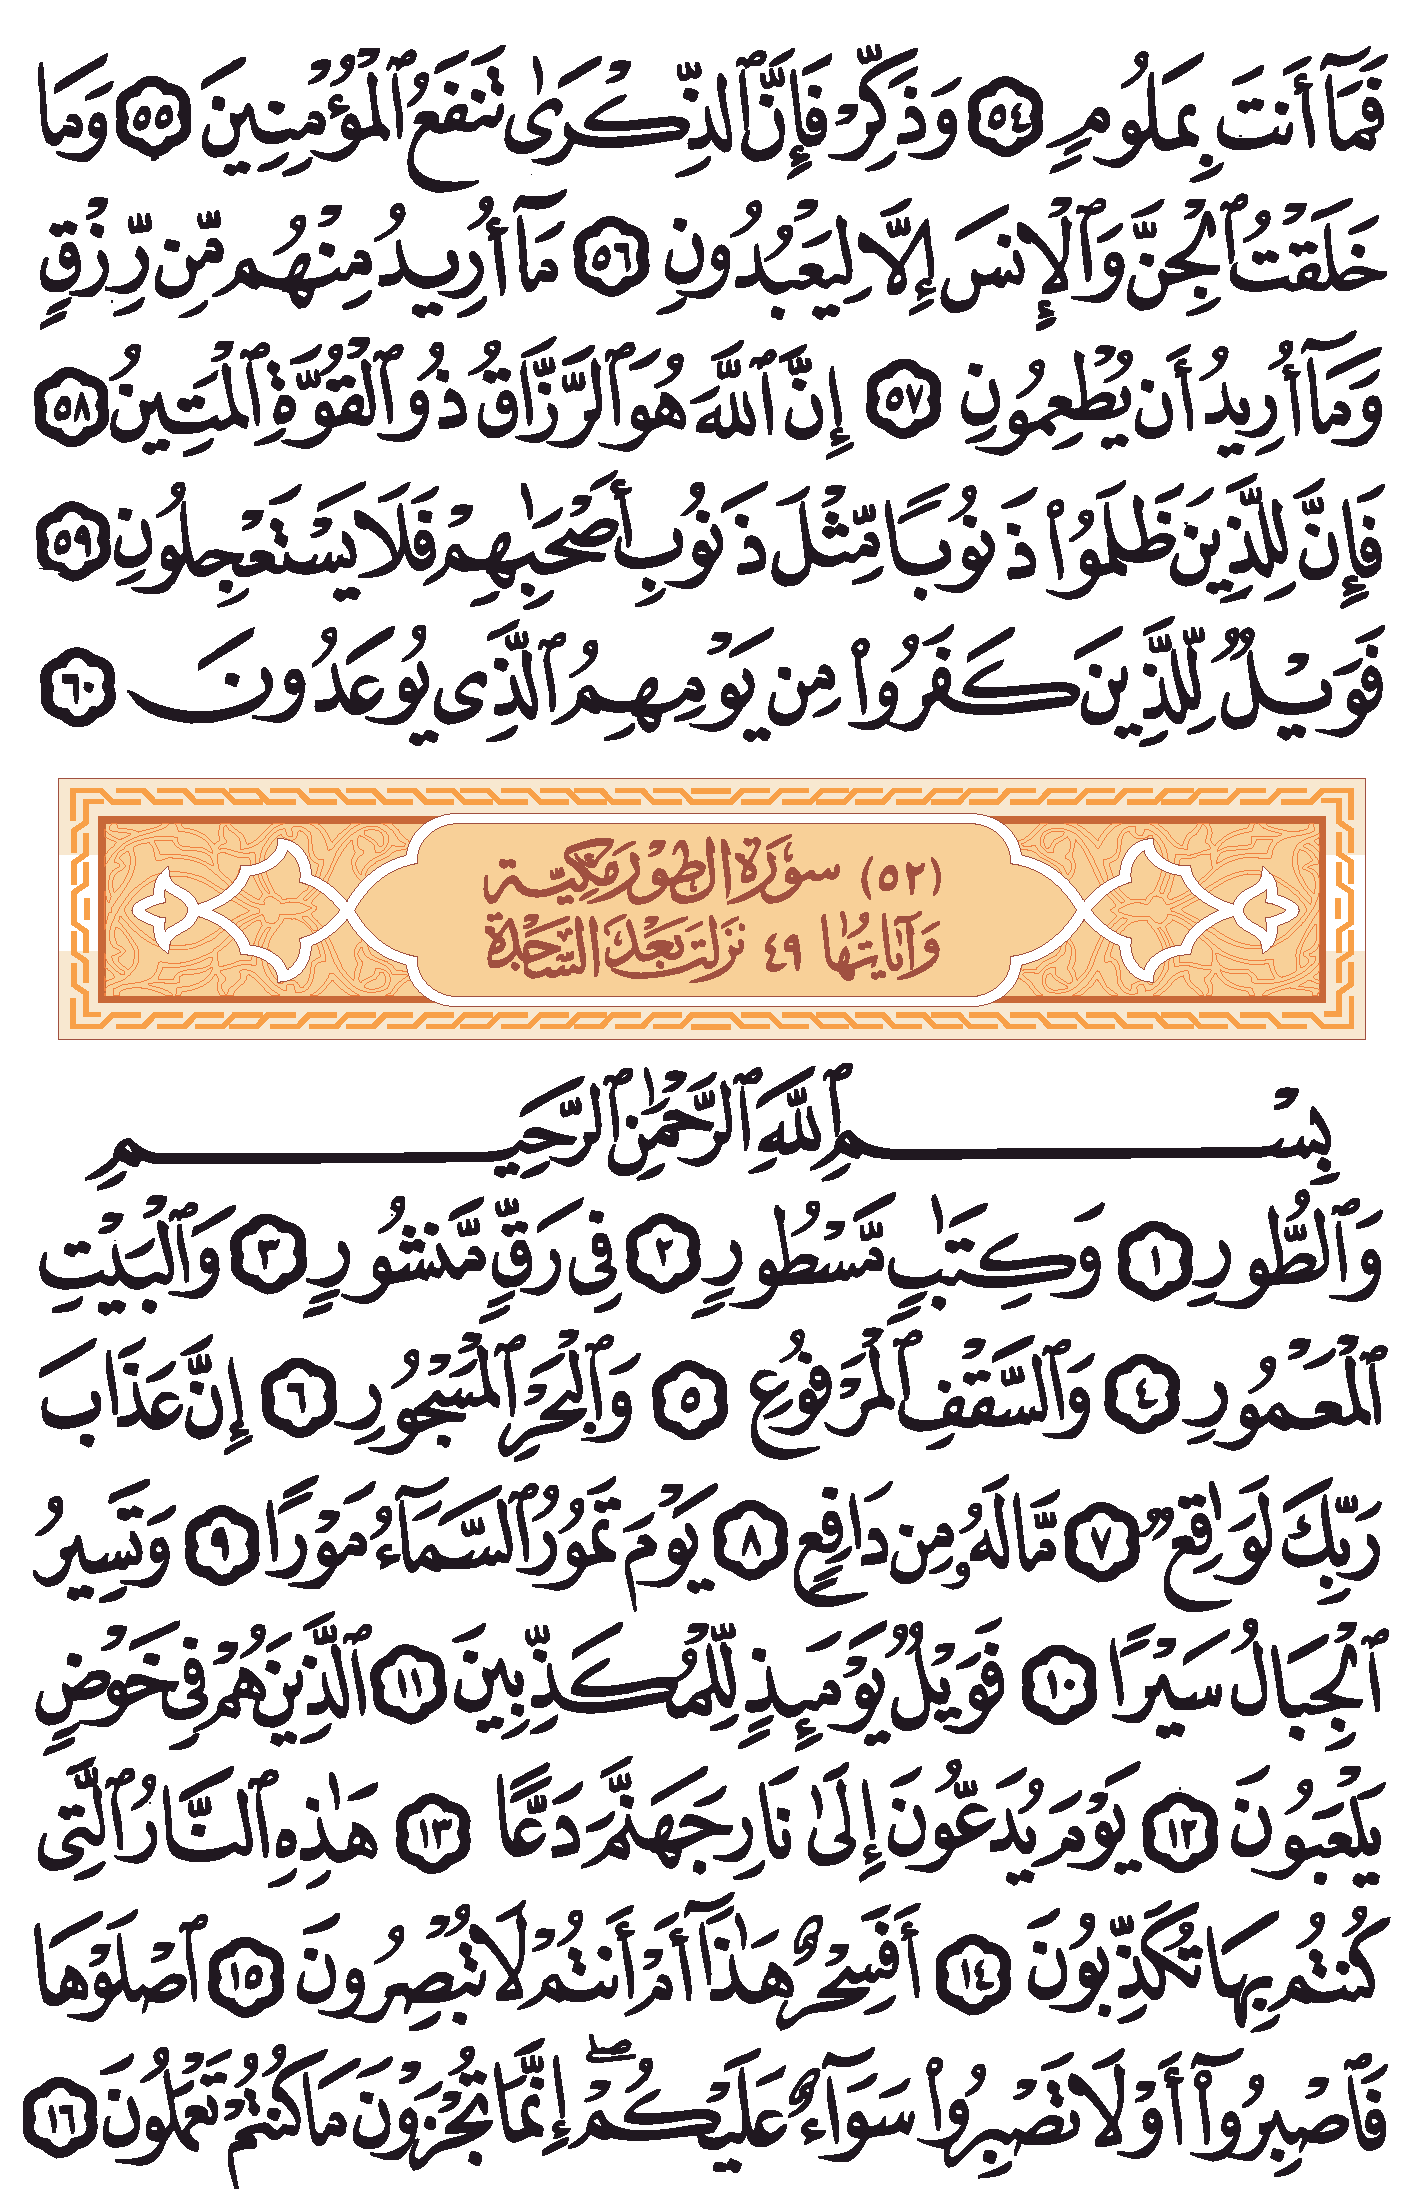 فَمَآ أَنتَ بِمَلُومٍ ٥٤ وَذَكِّرْ فَإِنَّ ٱلذِّكْرَىٰ تَنفَعُ ٱلْمُؤْمِنِينَ ٥٥ وَمَا
خَلَقْتُ ٱلْجِنَّ وَٱلْإِنسَ إِلَّا لِيَعْبُدُونِ ٥٦ مَآ أُرِيدُ مِنْهُم مِّن رِّزْقٍ
وَمَآ أُرِيدُ أَن يُطْعِمُونِ ٥٧ إِنَّ ٱللَّهَ هُوَ ٱلرَّزَّاقُ ذُو ٱلْقُوَّةِ ٱلْمَتِينُ ٥٨
فَإِنَّ لِلَّذِينَ ظَلَمُوا۟ ذَنُوبًا مِّثْلَ ذَنُوبِ أَصْحَٰبِهِمْ فَلَا يَسْتَعْجِلُونِ ٥٩
فَوَيْلٌ لِّلَّذِينَ كَفَرُوا۟ مِن يَوْمِهِمُ ٱلَّذِى يُوعَدُونَ ٦٠
(٥٢) سورة الطور مكية
وآياتها ٤٩ نزلت بعد السجدة
بِسْمِ ٱللَّهِ ٱلرَّحْمَٰنِ ٱلرَّحِيمِ
وَٱلطُّورِ ١ وَكِتَٰبٍ مَّسْطُورٍ ٢ فِى رَقٍّ مَّنشُورٍ ٣ وَٱلْبَيْتِ
ٱلْمَعْمُورِ ٤ وَٱلسَّقْفِ ٱلْمَرْفُوعِ ٥ وَٱلْبَحْرِ ٱلْمَسْجُورِ ٦ إِنَّ عَذَابَ
رَبِّكَ لَوَٰقِعٌ ٧ مَّا لَهُۥ مِن دَافِعٍ ٨ يَوْمَ تَمُورُ ٱلسَّمَآءُ مَوْرًا ٩ وَتَسِيرُ
ٱلْجِبَالُ سَيْرًا ١٠ فَوَيْلٌ يَوْمَئِذٍ لِّلْمُكَذِّبِينَ ١١ ٱلَّذِينَ هُمْ فِى خَوْضٍ
يَلْعَبُونَ ١٢ يَوْمَ يُدَعُّونَ إِلَىٰ نَارِ جَهَنَّمَ دَعًّا ١٣ هَٰذِهِ ٱلنَّارُ ٱلَّتِى
كُنتُم بِهَا تُكَذِّبُونَ ١٤ أَفَسِحْرٌ هَٰذَآ أَمْ أَنتُمْ لَا تُبْصِرُونَ ١٥ ٱصْلَوْهَا
فَٱصْبِرُوٓا۟ أَوْ لَا تَصْبِرُوا۟ سَوَآءٌ عَلَيْكُمْ ۖ إِنَّمَا تُجْزَوْنَ مَا كُنتُمْ تَعْمَلُونَ ١٦